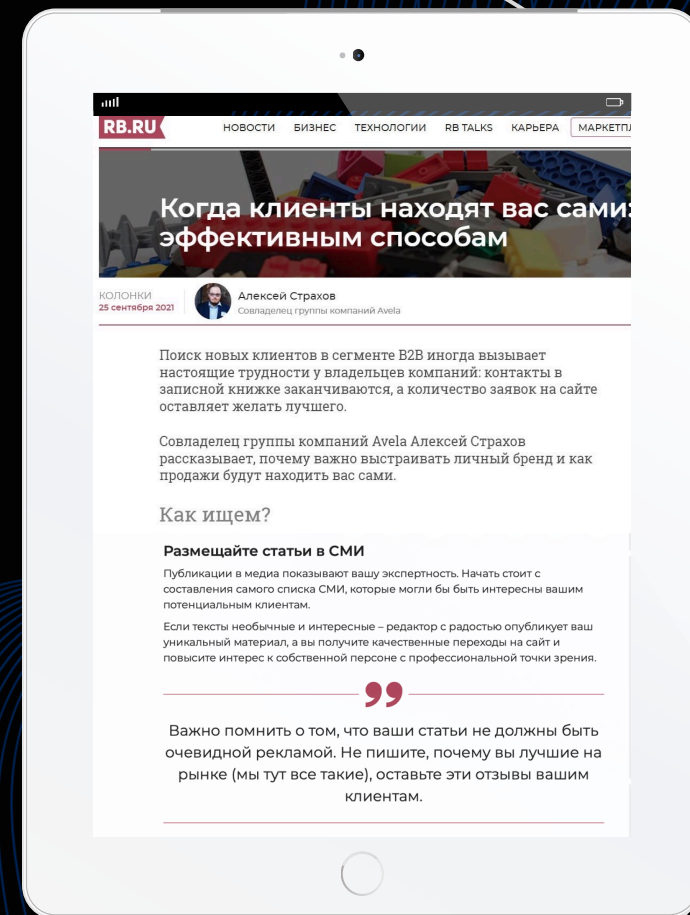 RB.RU
НОВОСТИ БИЗНЕС ТЕХНОЛОГИИ RB TALKS КАРЬЕРА МАРКЕТПЛ
Когда клиенты находят вас сами:
эффективным способам
КОЛОНКИ
25 сентября 2021
Алексей Страхов
Совладелец группы компаний Avela
Поиск новых клиентов в сегменте B2B иногда вызывает
настоящие трудности у владельцев компаний: контакты в
записной книжке заканчиваются, а количество заявок на сайте
оставляет желать лучшего.
Совладелец группы компаний Avela Алексей Страхов
рассказывает, почему важно выстраивать личный бренд и как
продажи будут находить вас сами.
Как ищем?
Размещайте статьи в СМИ
Публикации в медиа показывают вашу экспертность. Начать стоит с
составления самого списка СМИ, которые могли бы быть интересны вашим
потенциальным клиентам.
Если тексты необычные и интересные – редактор с радостью опубликует ваш
уникальный материал, а вы получите качественные переходы на сайт и
повысите интерес к собственной персоне с профессиональной точки зрения.
Важно помнить о том, что ваши статьи не должны быть
очевидной рекламой. Не пишите, почему вы лучшие на
рынке (мы тут все такие), оставьте эти отзывы вашим
клиентам.